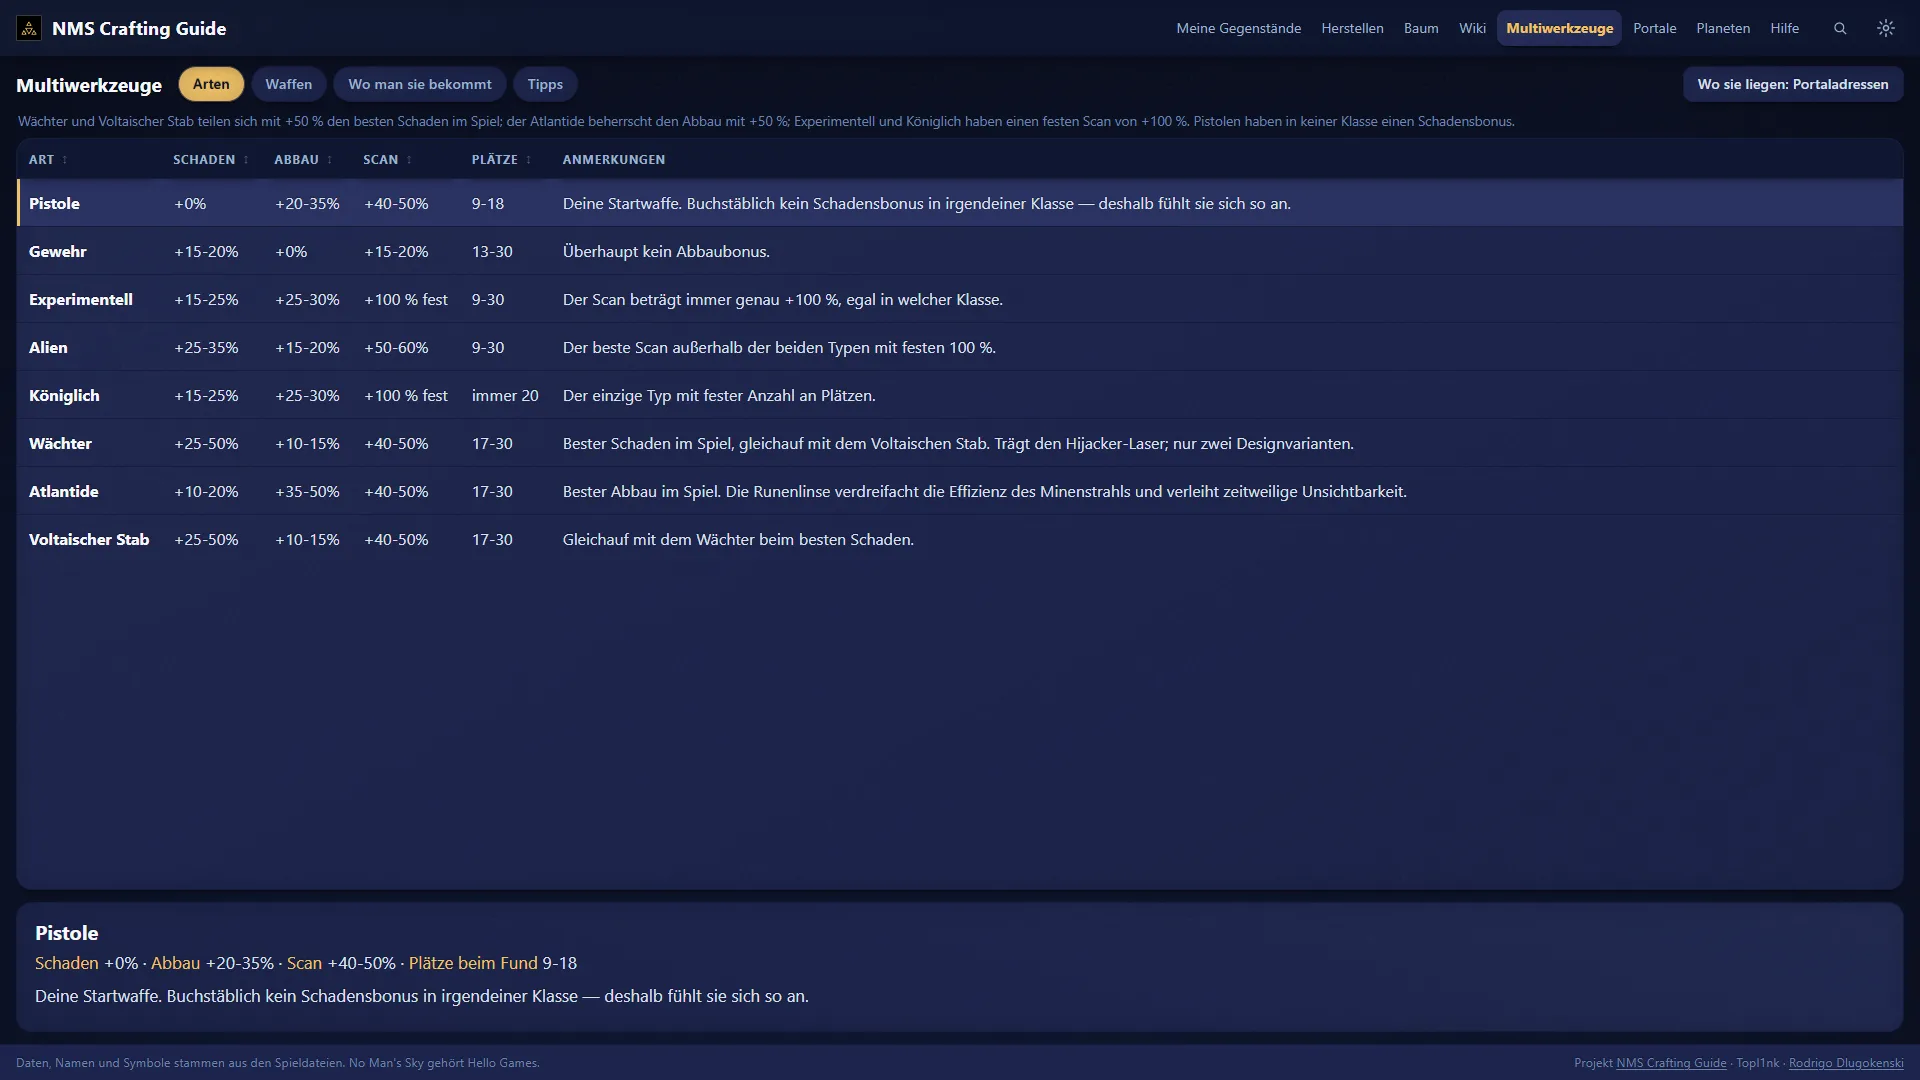 NMS Crafting Guide
Meine Gegenstände Herstellen Baum Wiki Multiwerkzeuge Portale Planeten Hilfe
Multiwerkzeuge Arten Waffen Wo man sie bekommt Tipps Wo sie liegen: Portaladressen
Wächter und Voltaischer Stab teilen sich mit +50 % den besten Schaden im Spiel; der Atlantide beherrscht den Abbau mit +50 %; Experimentell und Königlich haben einen festen Scan von +100 %. Pistolen haben in keiner Klasse einen Schadensbonus.
ART ↕ SCHADEN ↕ ABBAU ↕ SCAN ↕ PLÄTZE ↕ ANMERKUNGEN
Pistole +0% +20-35% +40-50% 9-18 Deine Startwaffe. Buchstäblich kein Schadensbonus in irgendeiner Klasse — deshalb fühlt sie sich so an.
Gewehr +15-20% +0% +15-20% 13-30 Überhaupt kein Abbaubonus.
Experimentell +15-25% +25-30% +100 % fest 9-30 Der Scan beträgt immer genau +100 %, egal in welcher Klasse.
Alien +25-35% +15-20% +50-60% 9-30 Der beste Scan außerhalb der beiden Typen mit festen 100 %.
Königlich +15-25% +25-30% +100 % fest immer 20 Der einzige Typ mit fester Anzahl an Plätzen.
Wächter +25-50% +10-15% +40-50% 17-30 Bester Schaden im Spiel, gleichauf mit dem Voltaischen Stab. Trägt den Hijacker-Laser; nur zwei Designvarianten.
Atlantide +10-20% +35-50% +40-50% 17-30 Bester Abbau im Spiel. Die Runenlinse verdreifacht die Effizienz des Minenstrahls und verleiht zeitweilige Unsichtbarkeit.
Voltaischer Stab +25-50% +10-15% +40-50% 17-30 Gleichauf mit dem Wächter beim besten Schaden.
Pistole
Schaden +0% · Abbau +20-35% · Scan +40-50% · Plätze beim Fund 9-18
Deine Startwaffe. Buchstäblich kein Schadensbonus in irgendeiner Klasse — deshalb fühlt sie sich so an.
Daten, Namen und Symbole stammen aus den Spieldateien. No Man's Sky gehört Hello Games.
Projekt NMS Crafting Guide · Topl1nk · Rodrigo Dlugokenski